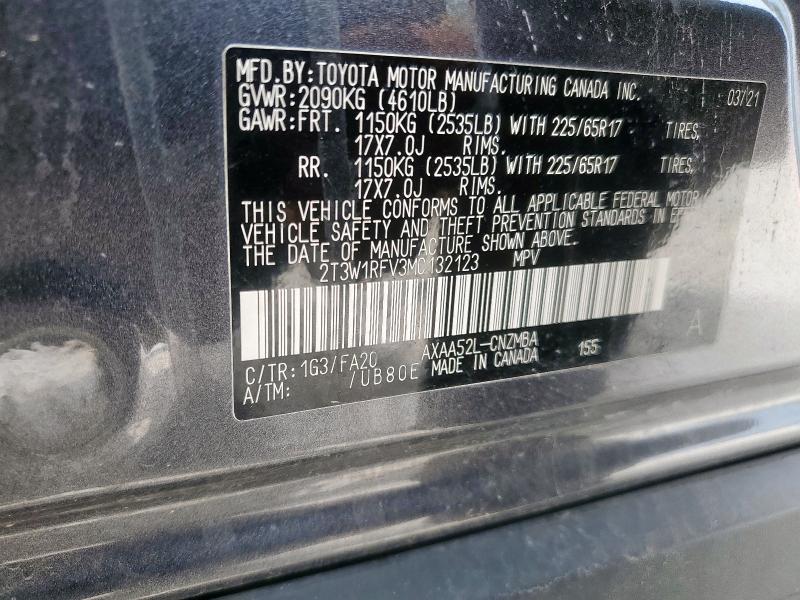 MFD.BY:TOYOTA MOTOR MANUFACTURING CANADA INC. 03/21
GVWR:2090KG (4610LB)
GAWR:FRT. 1150KG (2535LB) WITH 225/65R17 TIRES,
17X7.0J RIMS.
RR. 1150KG (2535LB) WITH 225/65R17 TIRES,
17X7.0J RIMS.
THIS VEHICLE CONFORMS TO ALL APPLICABLE FEDERAL MOTOR
VEHICLE SAFETY AND THEFT PREVENTION STANDARDS IN EFFECT
THE DATE OF MANUFACTURE SHOWN ABOVE.
2T3W1RFV3MC132123 MPV
C/TR:1G3/FA20 AXAA52L-CNZMBA 155 A
A/TM: /UB80E MADE IN CANADA